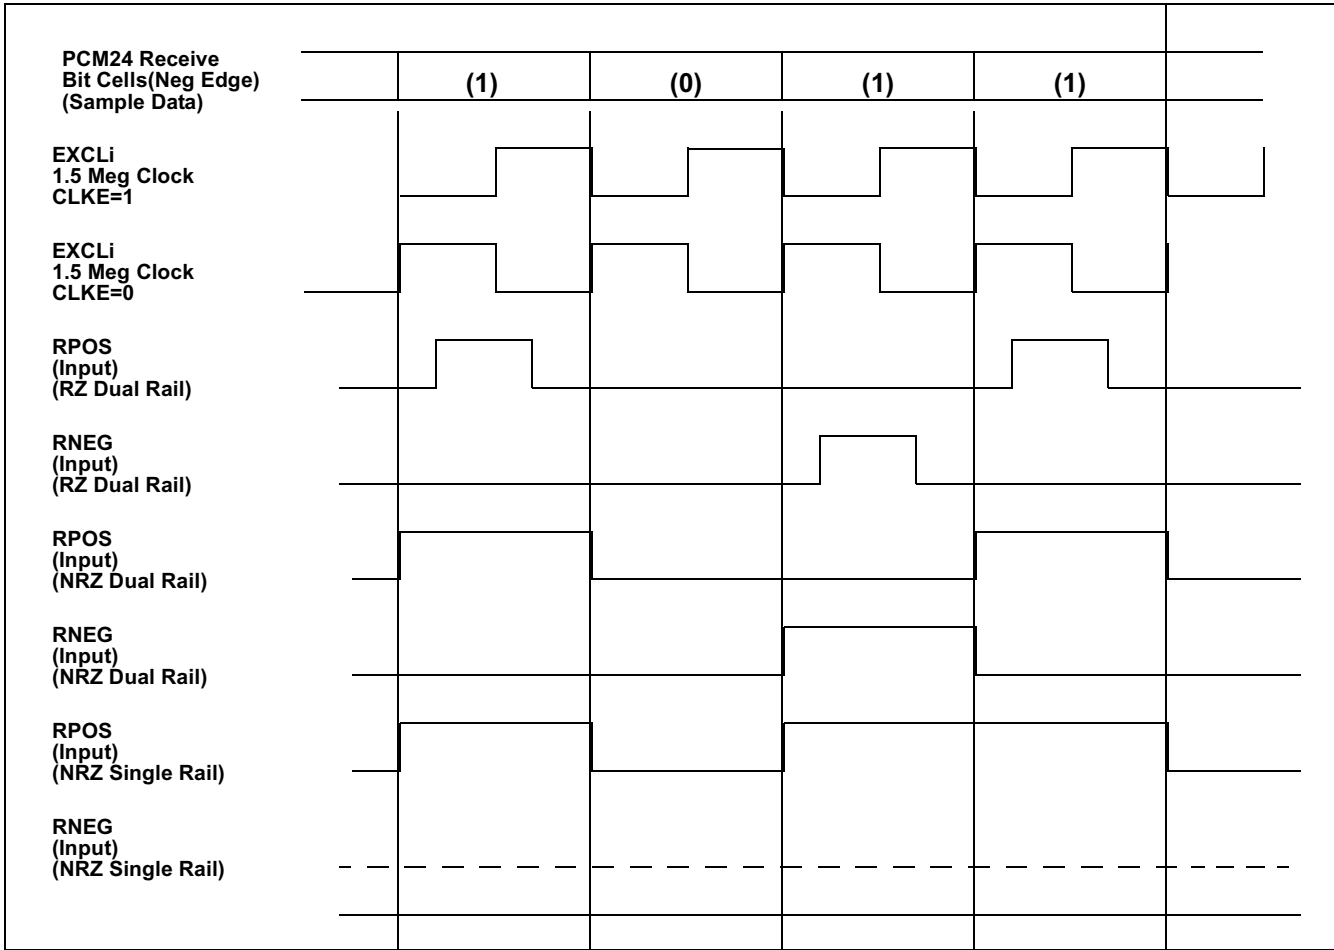 PCM24 Receive
Bit Cells(Neg Edge)
(Sample Data)
(1)
(0)
(1)
(1)
EXCLi
1.5 Meg Clock
CLKE=1
EXCLi
1.5 Meg Clock
CLKE=0
RPOS
(Input)
(RZ Dual Rail)
RNEG
(Input)
(RZ Dual Rail)
RPOS
(Input)
(NRZ Dual Rail)
RNEG
(Input)
(NRZ Dual Rail)
RPOS
(Input)
(NRZ Single Rail)
RNEG
(Input)
(NRZ Single Rail)